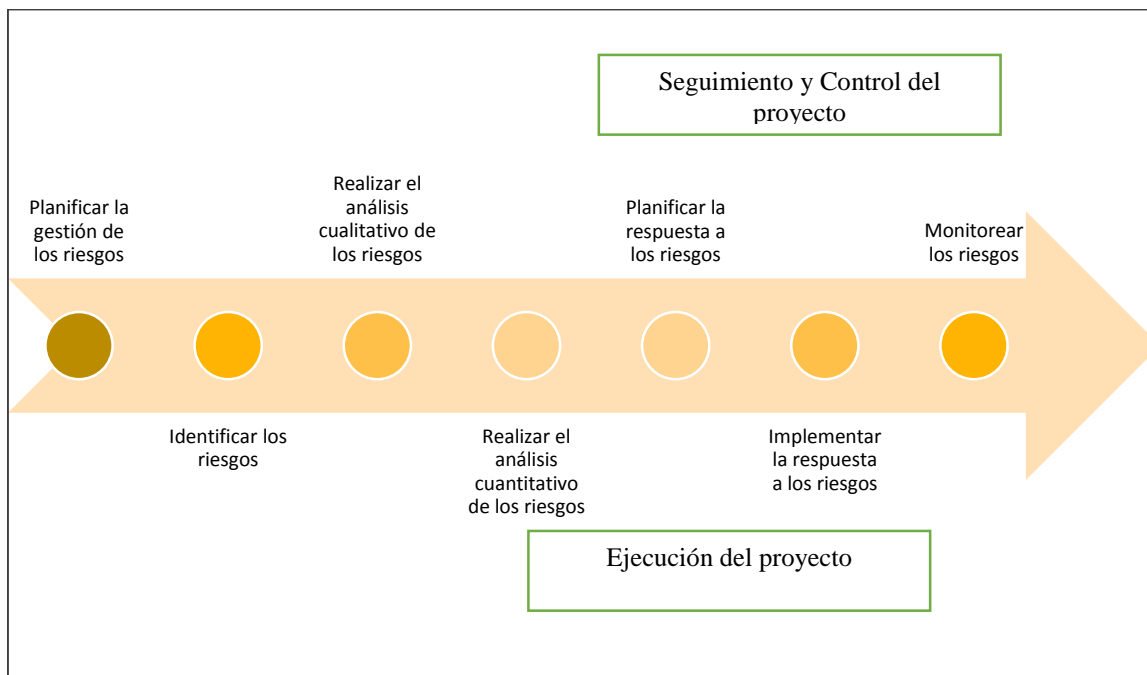 Seguimiento y Control del
proyecto
Planificar la
gestión de
los riesgos
Realizar el
análisis
cualitativo de
los riesgos
Planificar la
respuesta a
los riesgos
Monitorear
los riesgos
Identificar los
riesgos
Realizar el
análisis
cuantitativo
de los riesgos
Implementar
la respuesta
a los riesgos
Ejecución del proyecto